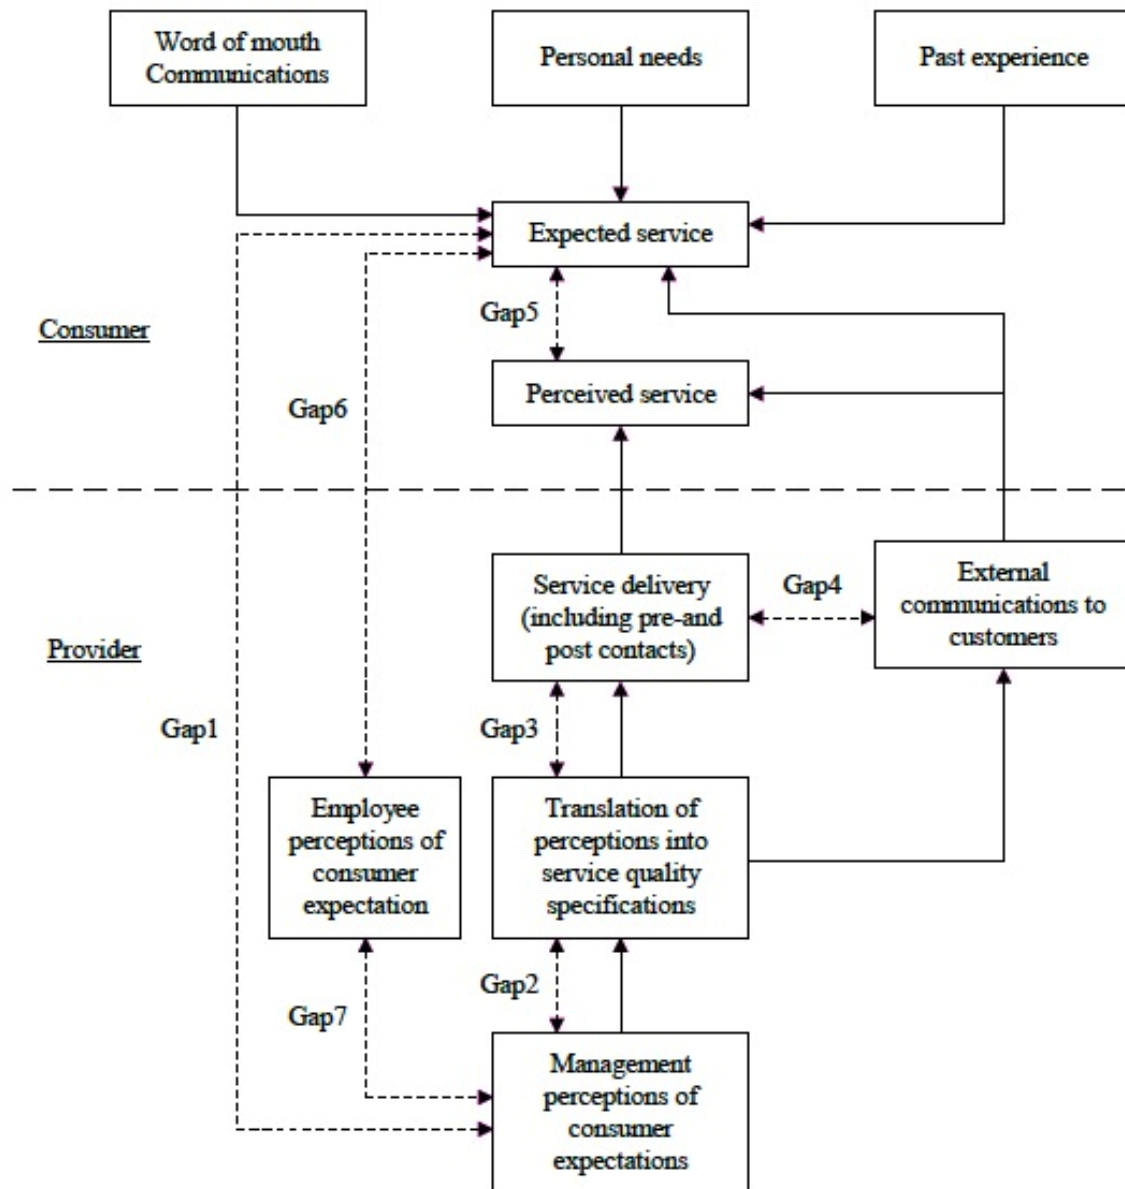 Word of mouth
Communications
Personal needs
Past experience
Expected service
Gap5
Consumer
Perceived service
Gap6
Service delivery
(including pre-and
post contacts)
Gap4
External
communications to
customers
Provider
Gap1
Gap3
Employee
perceptions of
consumer
expectation
Translation of
perceptions into
service quality
specifications
Gap2
Gap7
Management
perceptions of
consumer
expectations